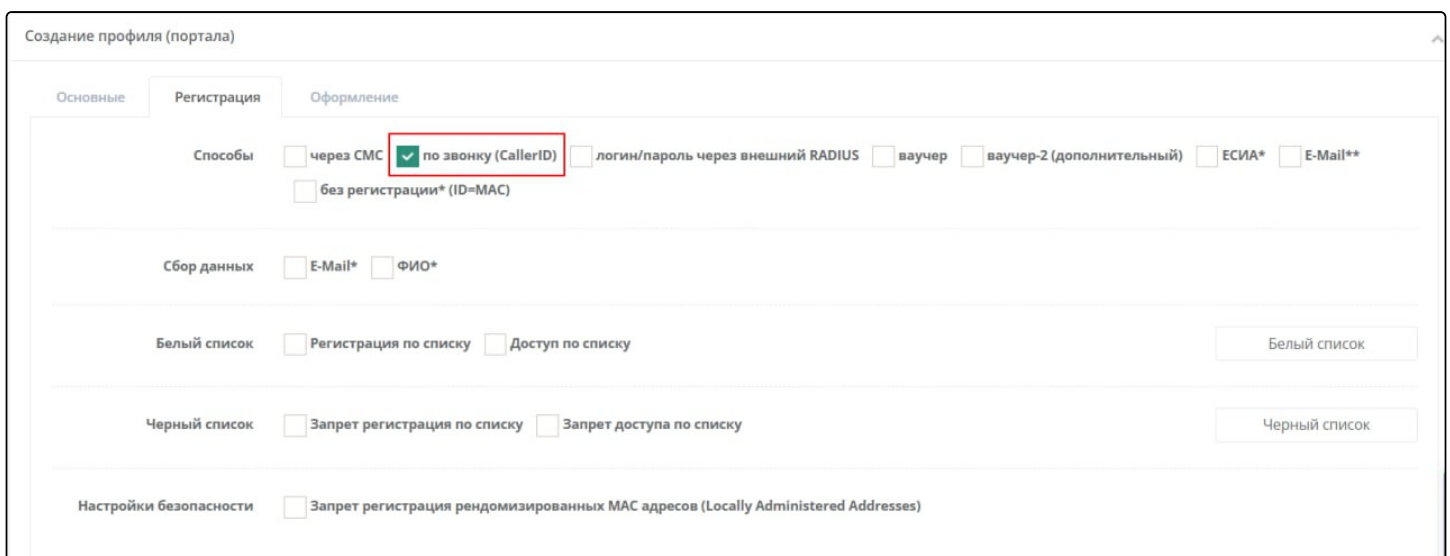 Создание профиля (портала)
Основные Регистрация Оформление
Способы через СМС по звонку (CallerID) логин/пароль через внешний RADIUS ваучер ваучер-2 (дополнительный) ЕСИА* E-Mail**
без регистрации* (ID=MAC)
Сбор данных E-Mail* ФИО*
Белый список Регистрация по списку Доступ по списку Белый список
Черный список Запрет регистрация по списку Запрет доступа по списку Черный список
Настройки безопасности Запрет регистрация рендомизированных MAC адресов (Locally Administered Addresses)